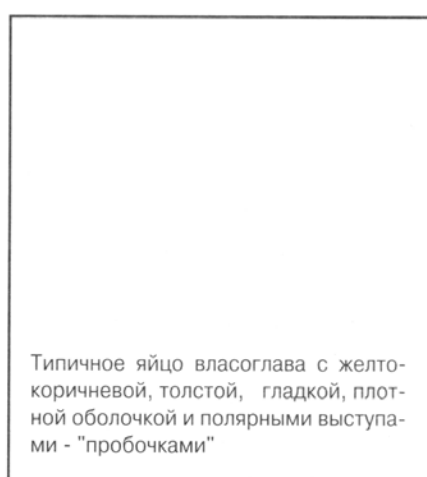 Типичное яйцо власоглава с желто-
коричневой, толстой, гладкой, плот-
ной оболочкой и полярными выступа-
ми - "пробочками"